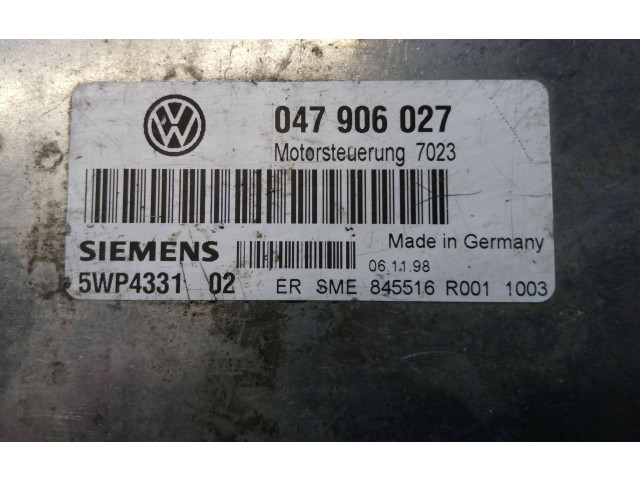 VW
047 906 027
Motorsteuerung 7023
SIEMENS
Made in Germany
06.11.98
5WP4331 02
ER SME 845516 R001 1003